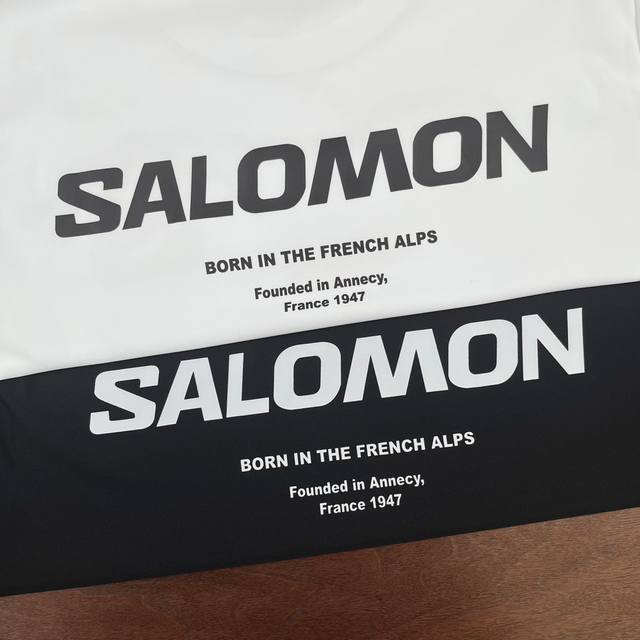 SALOMON
BORN IN THE FRENCH ALPS
Founded in Annecy,
France 1947
SALOMON
BORN IN THE FRENCH ALPS
Founded in Annecy,
France 1947